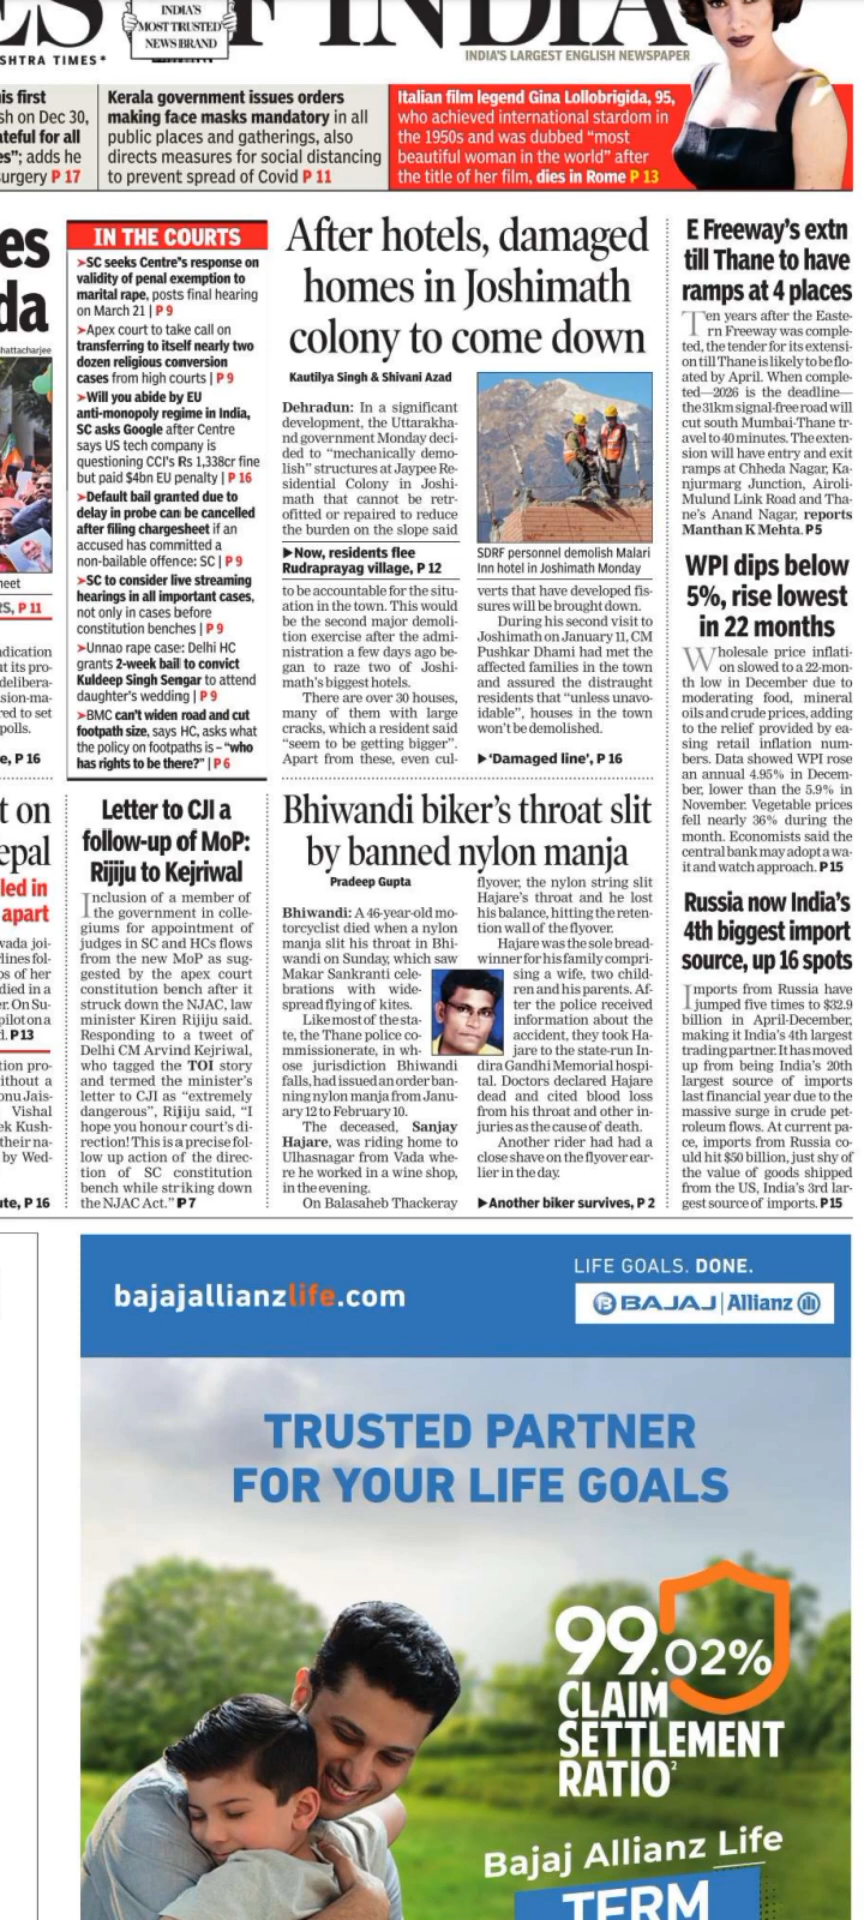 ES OF INDIA
INDIA'S
MOST TRUSTED
NEWS BRAND
SHTRA TIMES*
INDIA'S LARGEST ENGLISH NEWSPAPER
is first
sh on Dec 30,
ateful for all
es"; adds he
surgery P 17
Kerala government issues orders
making face masks mandatory in all
public places and gatherings, also
directs measures for social distancing
to prevent spread of Covid P 11
Italian film legend Gina Lollobrigida, 95,
who achieved international stardom in
the 1950s and was dubbed "most
beautiful woman in the world" after
the title of her film, dies in Rome P 13
es
da
hattacharjee
neet
RS, P 11
ndication
ut its pro-
delibera-
sion-ma-
red to set
polls.
e, P 16
IN THE COURTS
➤SC seeks Centre"s response on
validity of penal exemption to
marital rape, posts final hearing
on March 21 | P 9
➤Apex court to take call on
transferring to itself nearly two
dozen religious conversion
cases from high courts | P 9
➤Will you abide by EU
anti-monopoly regime in India,
SC asks Google after Centre
says US tech company is
questioning CCI's Rs 1,338cr fine
but paid $4bn EU penalty | P 16
➤Default bail granted due to
delay in probe can be cancelled
after filing chargesheet if an
accused has committed a
non-bailable offence: SC | P 9
➤SC to consider live streaming
hearings in all important cases,
not only in cases before
constitution benches | P 9
➤Unnao rape case: Delhi HC
grants 2-week bail to convict
Kuldeep Singh Sengar to attend
daughter's wedding | P 9
➤BMC can't widen road and cut
footpath size, says HC, asks what
the policy on footpaths is – "who
has rights to be there?" | P 6
After hotels, damaged
homes in Joshimath
colony to come down
Kautilya Singh & Shivani Azad
Dehradun: In a significant
development, the Uttarakha-
nd government Monday deci-
ded to "mechanically demo-
lish" structures at Jaypee Re-
sidential Colony in Joshi-
math that cannot be retr-
ofitted or repaired to reduce
the burden on the slope said
▶Now, residents flee
Rudraprayag village, P 12
to be accountable for the situ-
ation in the town. This would
be the second major demoli-
tion exercise after the admi-
nistration a few days ago be-
gan to raze two of Joshi-
math's biggest hotels.
There are over 30 houses,
many of them with large
cracks, which a resident said
"seem to be getting bigger".
Apart from these, even cul-
SDRF personnel demolish Malari
Inn hotel in Joshimath Monday
verts that have developed fis-
sures will be brought down.
During his second visit to
Joshimath on January 11, CM
Pushkar Dhami had met the
affected families in the town
and assured the distraught
residents that "unless unavo-
idable", houses in the town
won't be demolished.
▶'Damaged line', P 16
E Freeway's extn
till Thane to have
ramps at 4 places
Ten years after the Easte-
rn Freeway was comple-
ted, the tender for its extensi-
on till Thane is likely to be flo-
ated by April. When comple-
ted—2026 is the deadline—
the 31km signal-free road will
cut south Mumbai-Thane tr-
avel to 40 minutes. The exten-
sion will have entry and exit
ramps at Chheda Nagar, Ka-
njurmarg Junction, Airoli-
Mulund Link Road and Tha-
ne's Anand Nagar, reports
Manthan K Mehta. P5
WPI dips below
5%, rise lowest
in 22 months
Wholesale price inflati-
on slowed to a 22-mon-
th low in December due to
moderating food, mineral
oils and crude prices, adding
to the relief provided by ea-
sing retail inflation num-
bers. Data showed WPI rose
an annual 4.95% in Decem-
ber, lower than the 5.9% in
November. Vegetable prices
fell nearly 36% during the
month. Economists said the
central bank may adopt a wa-
it and watch approach. P15
Russia now India's
4th biggest import
source, up 16 spots
Imports from Russia have
jumped five times to $32.9
billion in April-December,
making it India's 4th largest
trading partner. It has moved
up from being India's 20th
largest source of imports
last financial year due to the
massive surge in crude pet-
roleum flows. At current pa-
ce, imports from Russia co-
uld hit $50 billion, just shy of
the value of goods shipped
from the US, India's 3rd lar-
gest source of imports. P15
t on
epal
led in
apart
wada joi-
lines fol-
os of her
died in a
er. On Su-
pilot on a
d. P13
tion pro-
ithout a
onu Jais-
Vishal
ek Kush-
their na-
by Wed-
ute, P 16
Letter to CJI a
follow-up of MoP:
Rijiju to Kejriwal
Inclusion of a member of
the government in colle-
giums for appointment of
judges in SC and HCs flows
from the new MoP as sug-
gested by the apex court
constitution bench after it
struck down the NJAC, law
minister Kiren Rijiju said.
Responding to a tweet of
Delhi CM Arvind Kejriwal,
who tagged the TOI story
and termed the minister's
letter to CJI as "extremely
dangerous", Rijiju said, "I
hope you honour court's di-
rection! This is a precise fol-
low up action of the direc-
tion of SC constitution
bench while striking down
the NJAC Act." P7
Bhiwandi biker's throat slit
by banned nylon manja
Pradeep Gupta
Bhiwandi: A 46-year-old mo-
torcyclist died when a nylon
manja slit his throat in Bhi-
wandi on Sunday, which saw
Makar Sankranti cele-
brations with wide-
spread flying of kites.
Like most of the sta-
te, the Thane police co-
mmissionerate, in wh-
ose jurisdiction Bhiwandi
falls, had issued an order ban-
ning nylon manja from Janu-
ary 12 to February 10.
The deceased, Sanjay
Hajare, was riding home to
Ulhasnagar from Vada whe-
re he worked in a wine shop,
in the evening.
On Balasaheb Thackeray
flyover, the nylon string slit
Hajare's throat and he lost
his balance, hitting the reten-
tion wall of the flyover.
Hajare was the sole bread-
winner for his family compri-
sing a wife, two child-
ren and his parents. Af-
ter the police received
information about the
accident, they took Ha-
jare to the state-run In-
dira Gandhi Memorial hospi-
tal. Doctors declared Hajare
dead and cited blood loss
from his throat and other in-
juries as the cause of death.
Another rider had had a
close shave on the flyover ear-
lier in the day.
▶Another biker survives, P 2
bajajallianzlife.com
LIFE GOALS. DONE.
BAJAJ | Allianz
TRUSTED PARTNER
FOR YOUR LIFE GOALS
99.02%
CLAIM
SETTLEMENT
RATIO²
Bajaj Allianz Life
TERM